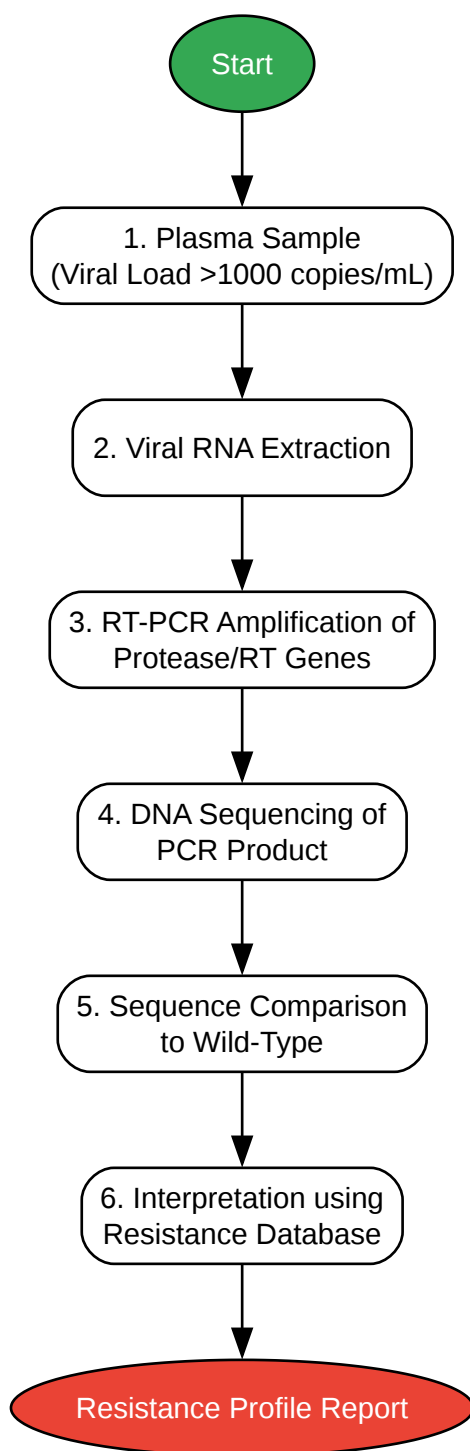 Start
1. Plasma Sample
(Viral Load >1000 copies/mL)
2. Viral RNA Extraction
3. RT-PCR Amplification of
Protease/RT Genes
4. DNA Sequencing of
PCR Product
5. Sequence Comparison
to Wild-Type
6. Interpretation using
Resistance Database
Resistance Profile Report